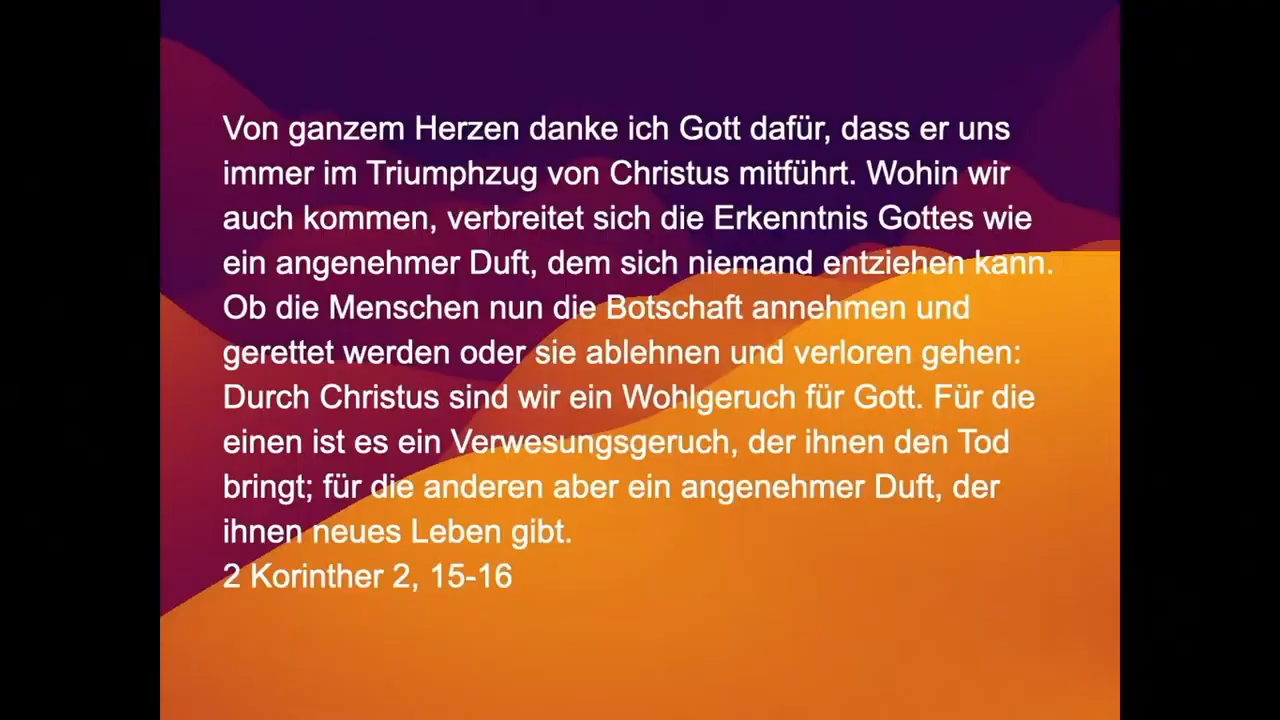 Von ganzem Herzen danke ich Gott dafür, dass er uns
immer im Triumphzug von Christus mitführt. Wohin wir
auch kommen, verbreitet sich die Erkenntnis Gottes wie
ein angenehmer Duft, dem sich niemand entziehen kann.
Ob die Menschen nun die Botschaft annehmen und
gerettet werden oder sie ablehnen und verloren gehen:
Durch Christus sind wir ein Wohlgeruch für Gott. Für die
einen ist es ein Verwesungsgeruch, der ihnen den Tod
bringt; für die anderen aber ein angenehmer Duft, der
ihnen neues Leben gibt.
2 Korinther 2, 15-16